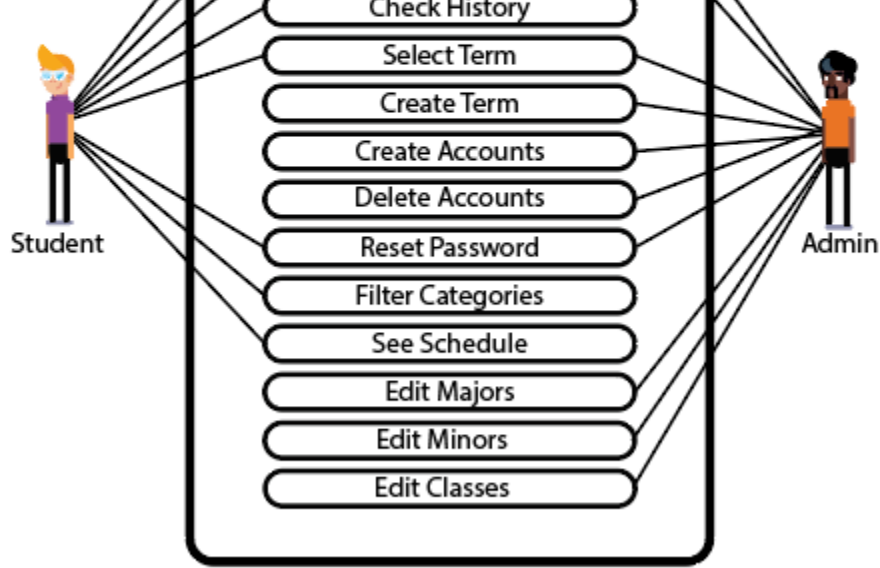 Check History
Select Term
Create Term
Create Accounts
Delete Accounts
Student
Reset Password
Admin
Filter Categories
See Schedule
Edit Majors
Edit Minors
Edit Classes